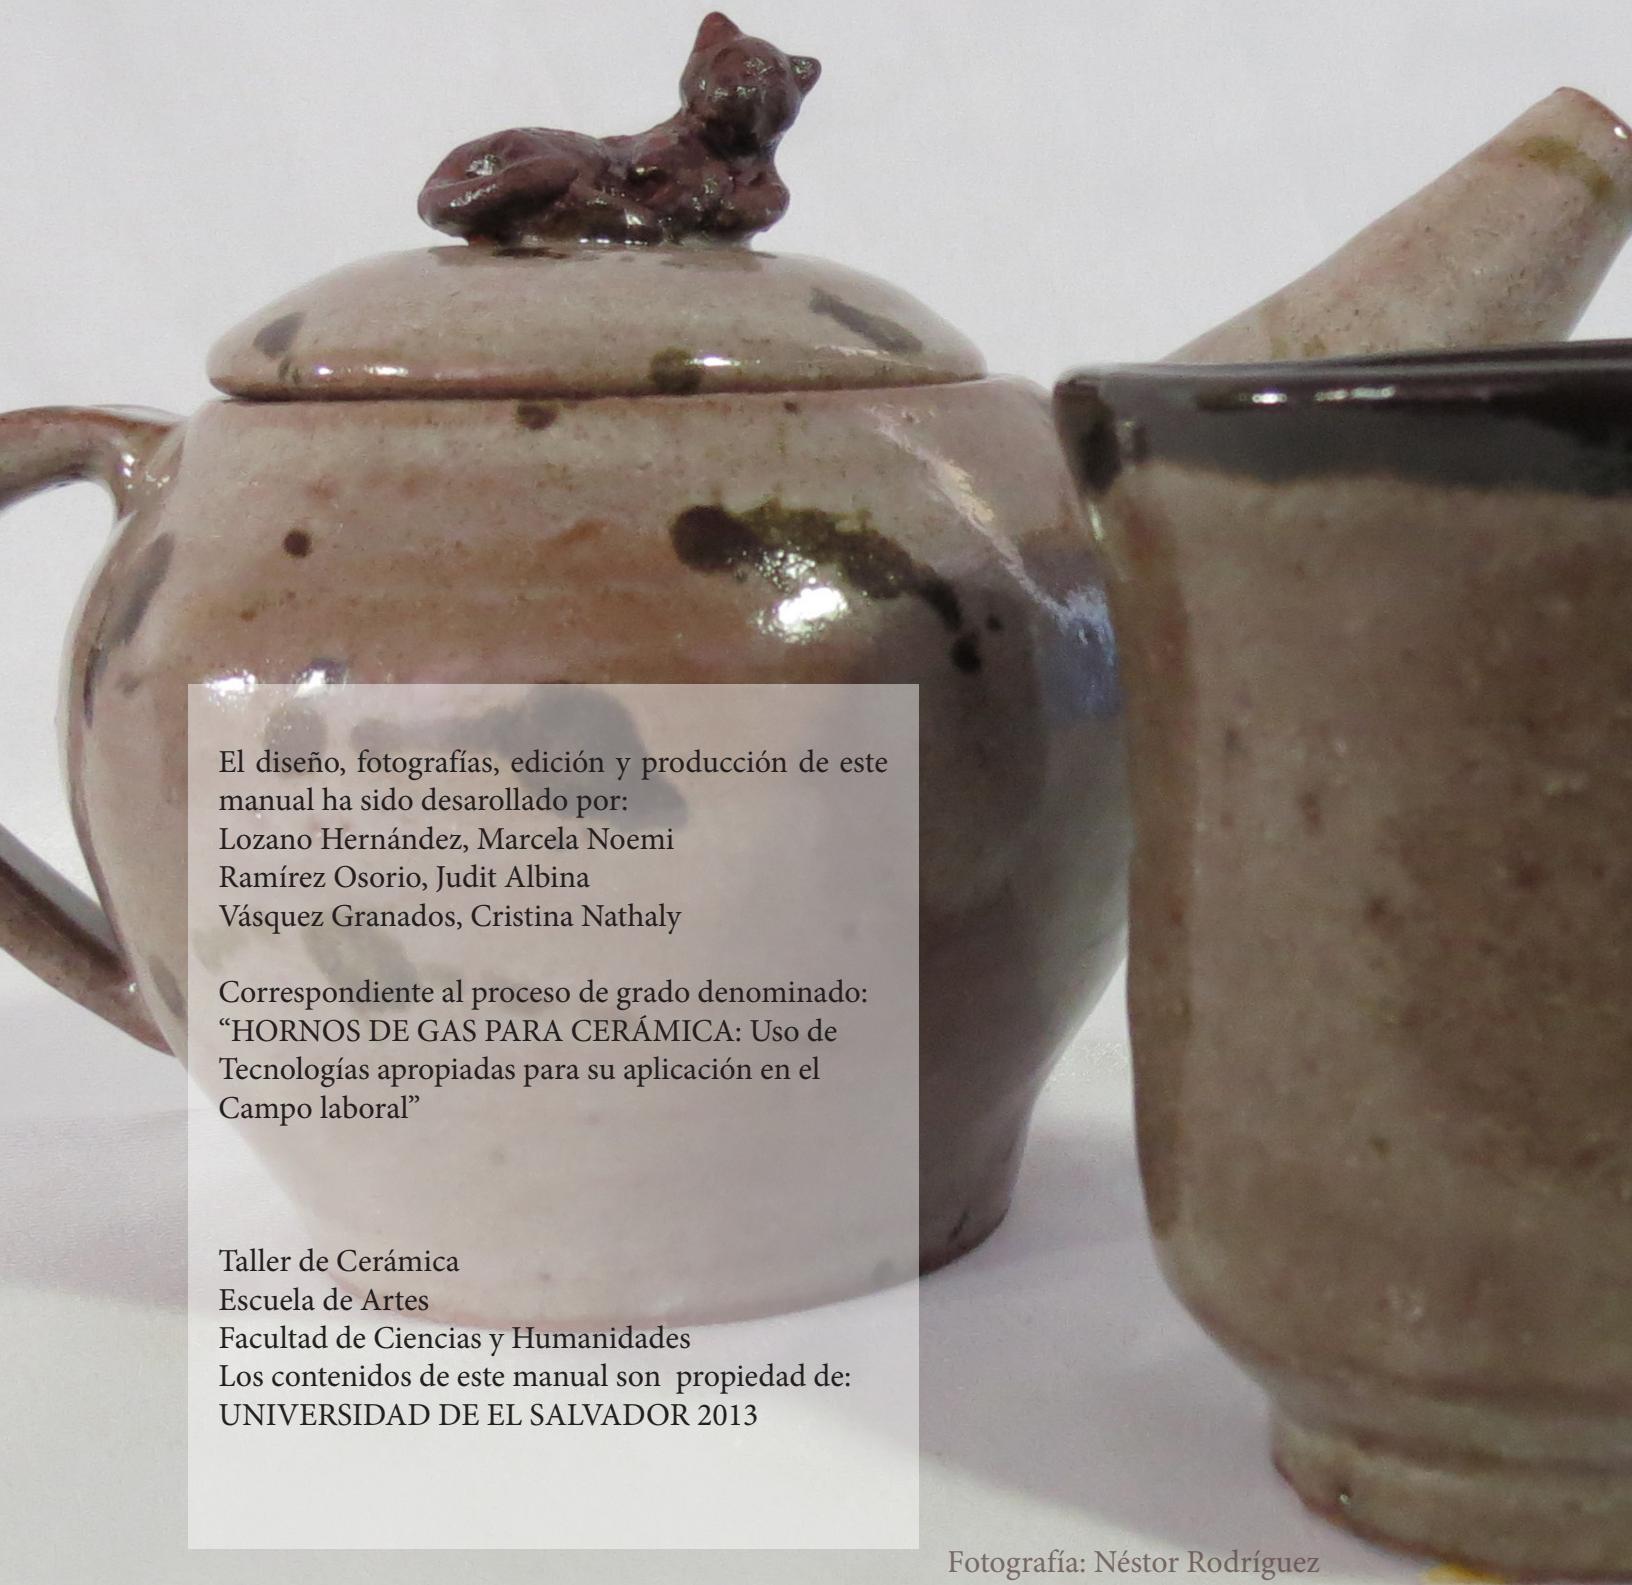 El diseño, fotografías, edición y producción de este
manual ha sido desarollado por:
Lozano Hernández, Marcela Noemi
Ramírez Osorio, Judit Albina
Vásquez Granados, Cristina Nathaly
Correspondiente al proceso de grado denominado:
“HORNOS DE GAS PARA CERÁMICA: Uso de
Tecnologías apropiadas para su aplicación en el
Campo laboral”
Taller de Cerámica
Escuela de Artes
Facultad de Ciencias y Humanidades
Los contenidos de este manual son  propiedad de:
UNIVERSIDAD DE EL SALVADOR 2013
Fotografía: Néstor Rodríguez